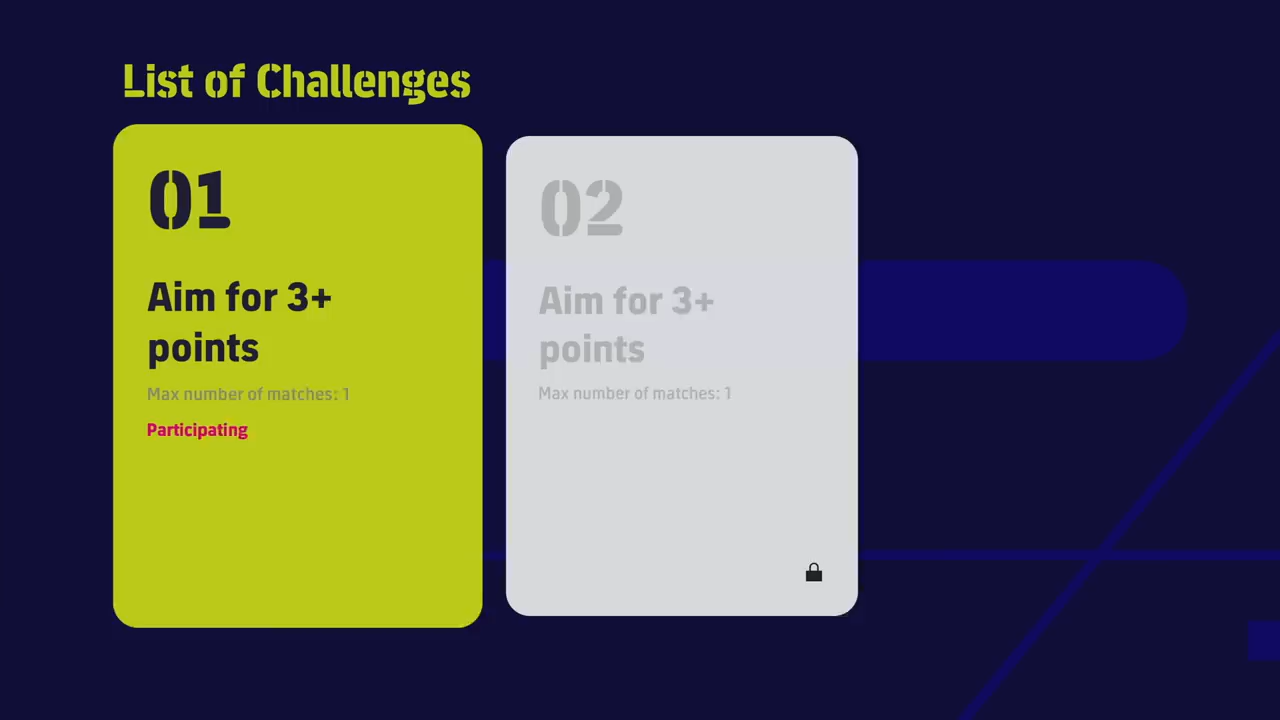 List of Challenges
01
Aim for 3+
points
Max number of matches: 1
Participating
02
Aim for 3+
points
Max number of matches: 1